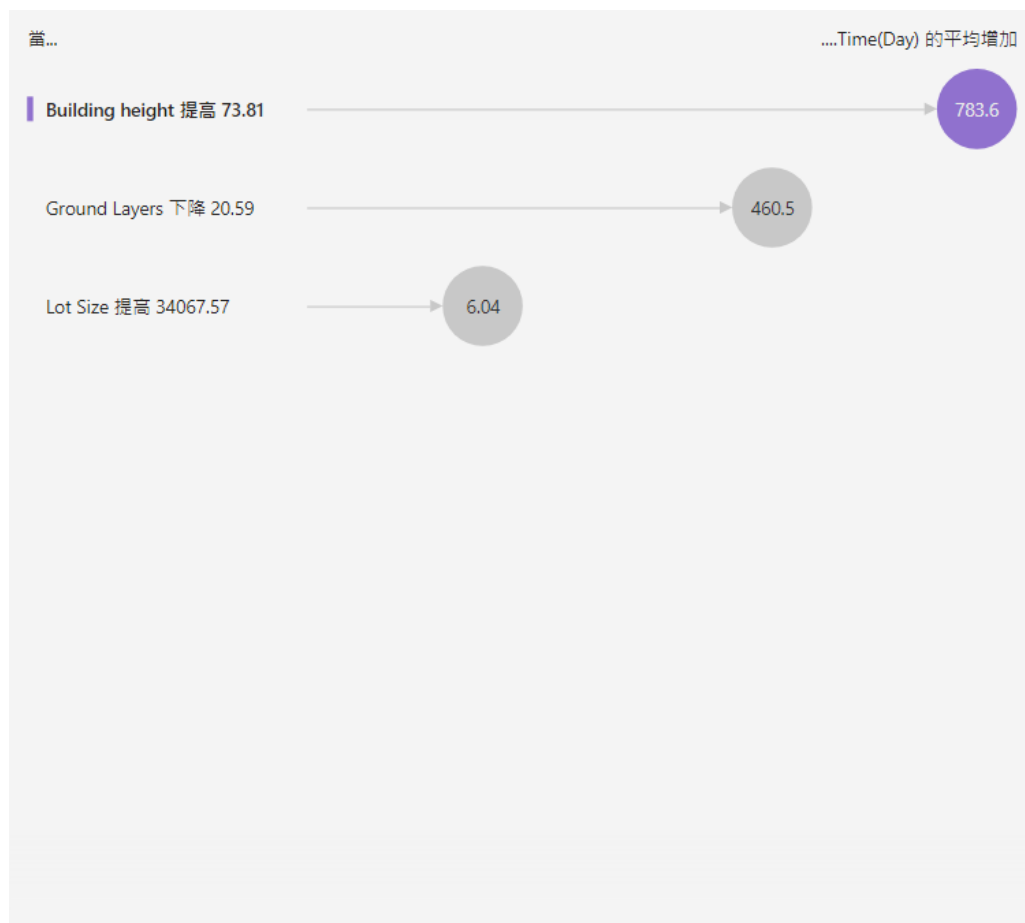 當...
....Time(Day) 的平均增加
Building height 提高 73.81
783.6
Ground Layers 下降 20.59
460.5
Lot Size 提高 34067.57
6.04